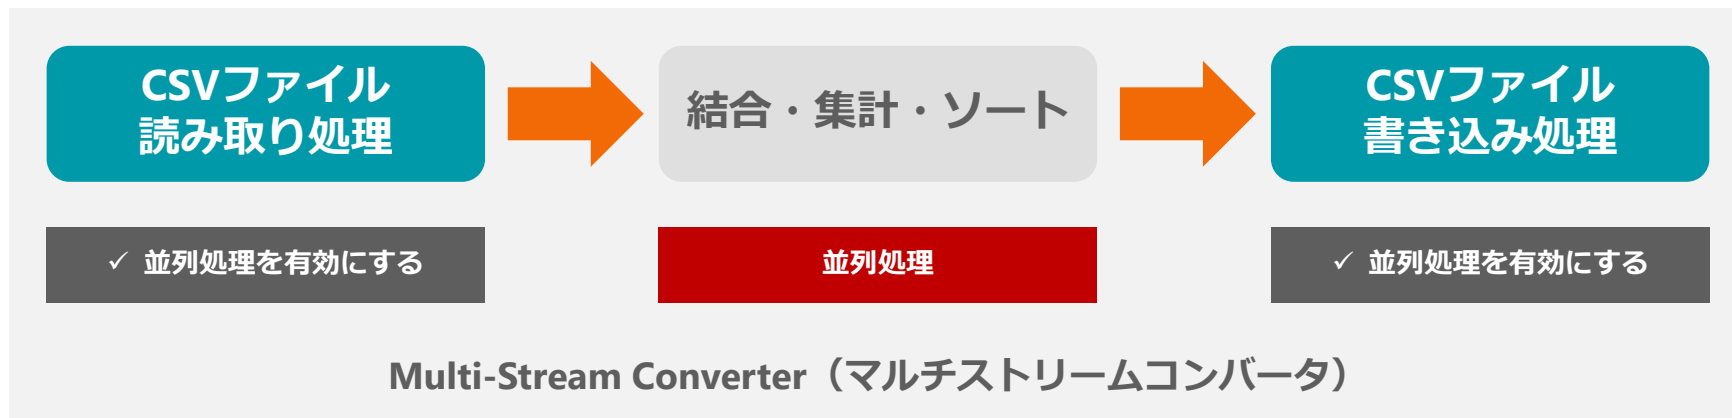 CSVファイル
読み取り処理
結合・集計・ソート
CSVファイル
書き込み処理
✓ 並列処理を有効にする
並列処理
✓ 並列処理を有効にする
Multi-Stream Converter（マルチストリームコンバータ）